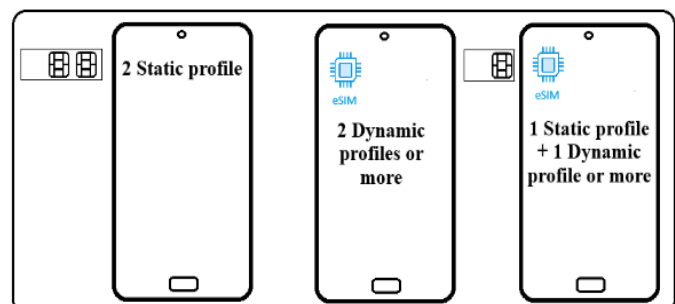 2 Static profile
eSIM
2 Dynamic
profiles or
more
eSIM
1 Static profile
+ 1 Dynamic
profile or more